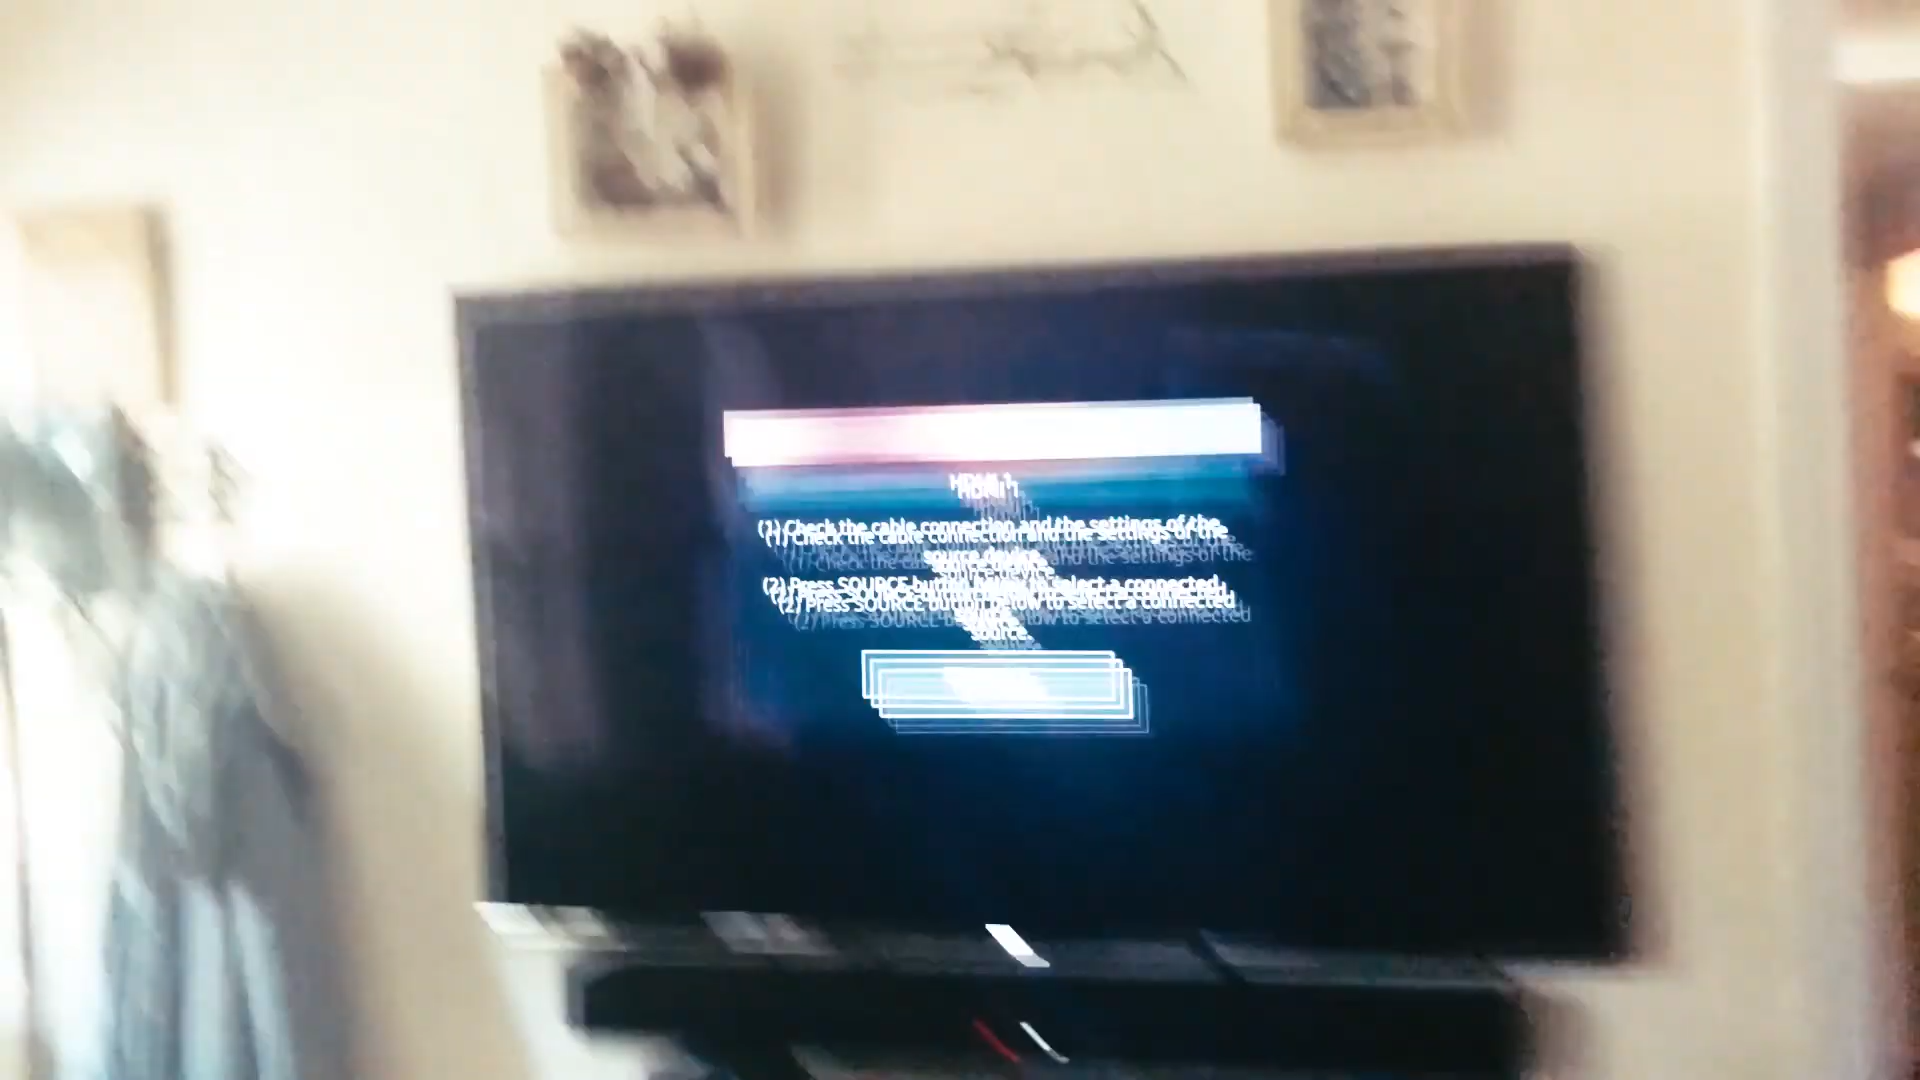 HDMI 1
(1) Check the cable connection and the settings of the
source device.
(2) Press SOURCE button below to select a connected
source.